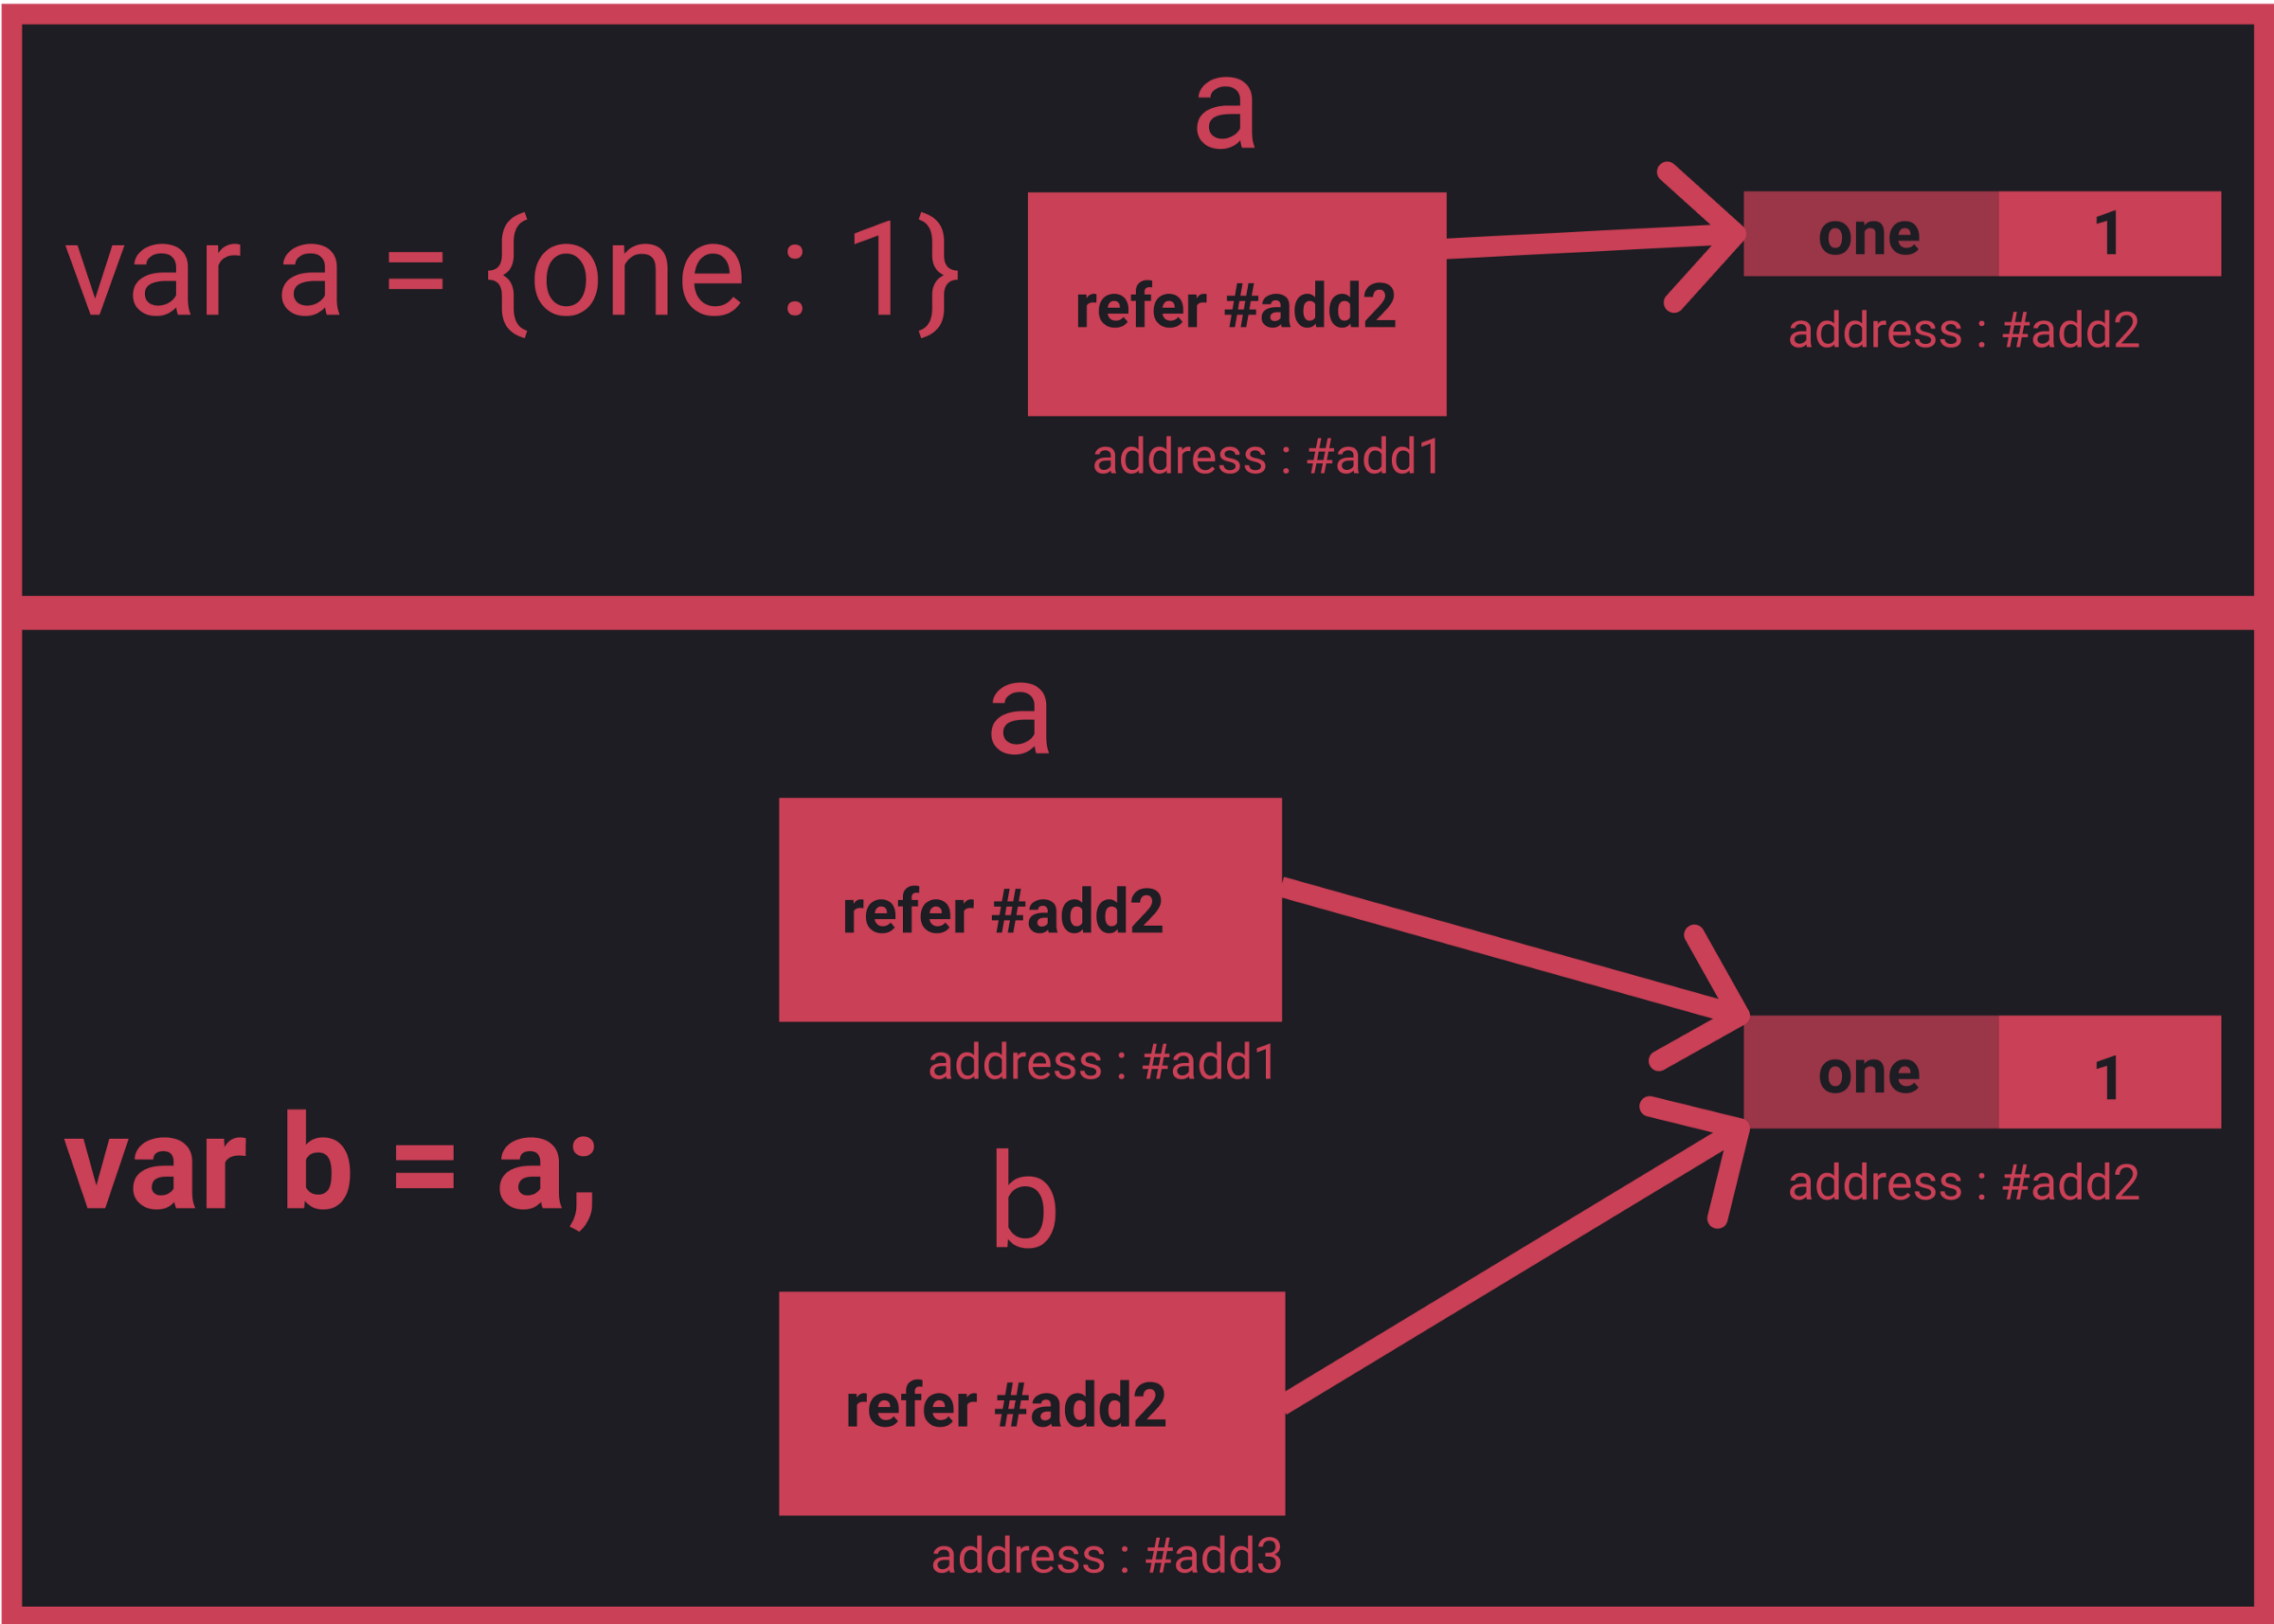 a
var a = {one : 1}
refer #add2
one 1
address : #add2
address : #add1
a
refer #add2
address : #add1
one 1
address : #add2
var b = a;
b
refer #add2
address : #add3